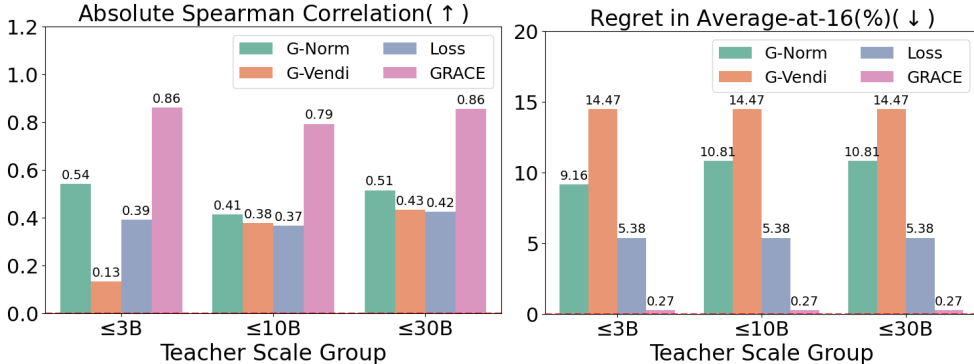 Absolute Spearman Correlation(↑)
1.2
1.0
0.8
0.6
0.4
0.2
0.0
G-Norm
G-Vendi
Loss
GRACE
0.54
0.13
0.39
0.86
0.41
0.38
0.37
0.79
0.51
0.43
0.42
0.86
≤3B
≤10B
≤30B
Teacher Scale Group
Regret in Average-at-16(%)(↓)
20
15
10
5
0
G-Norm
G-Vendi
Loss
GRACE
9.16
14.47
5.38
0.27
10.81
14.47
5.38
0.27
10.81
14.47
5.38
0.27
≤3B
≤10B
≤30B
Teacher Scale Group